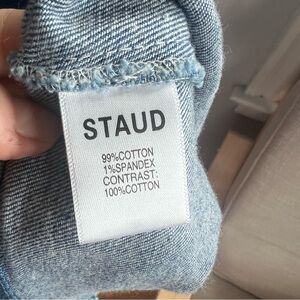 STAUD
99%COTTON
1%SPANDEX
CONTRAST:
100%COTTON